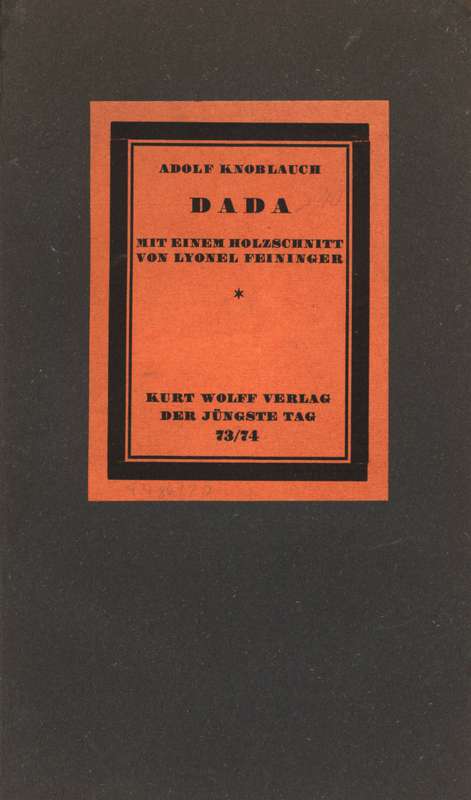 ADOLF KNOBLAUCH
DADA
MIT EINEM HOLZSCHNITT
VON LYONEL FEININGER
*
KURT WOLFF VERLAG
DER JÜNGSTE TAG
73/74